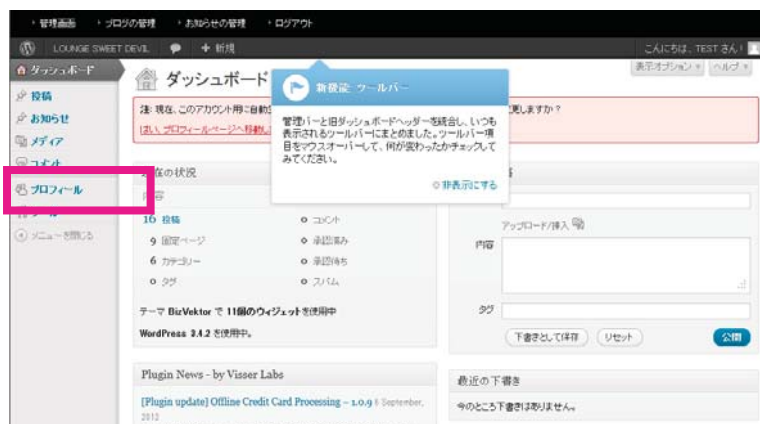 管理画面 ブログの管理 お知らせの管理 ログアウト
LOUNGE SWEET DEVIL + 新規 こんにちは、TEST さん!
ダッシュボード
投稿
お知らせ
メディア
コメント
プロフィール
メニューを閉じる
表示オプション ヘルプ
ダッシュボード
新機能: ツールバー
管理バーと旧ダッシュボードヘッダーを統合し、いつも
表示されるツールバーにまとめました。ツールバー項
目をマウスオーバーして、何が変わったかチェックして
みてください。
非表示にする
注: 現在、このアカウント用に自動 更しますか ?
はい、プロフィールページへ移動
在の状況
16 投稿 0 コメント
9 固定ページ 0 承認済み
6 カテゴリー 0 承認待ち
0 タグ 0 スパム
テーマ BizVektor で 11個のウィジェット を使用中
WordPress 3.4.2 を使用中。
アップロード/挿入
内容
タグ
下書きとして保存 リセット 公開
Plugin News - by Visser Labs
[Plugin update] Offline Credit Card Processing – 1.0.9 6 September,
2012
最近の下書き
今のところ下書きはありません。